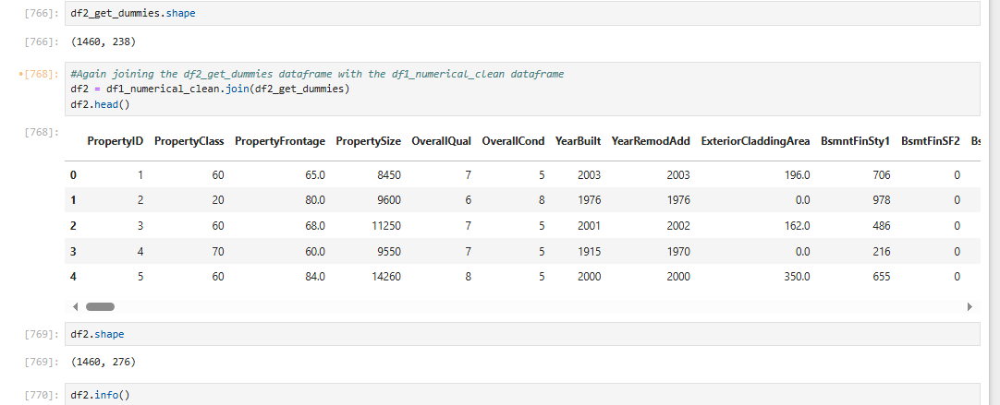 [766]: df2_get_dummies.shape
[766]: (1460, 238)
•[768]: #Again joining the df2_get_dummies dataframe with the df1_numerical_clean dataframe
df2 = df1_numerical_clean.join(df2_get_dummies)
df2.head()
[768]:
PropertyID PropertyClass PropertyFrontage PropertySize OverallQual OverallCond YearBuilt YearRemodAdd ExteriorCladdingArea BsmntFinSty1 BsmtFinSF2 Bs
0 1 60 65.0 8450 7 5 2003 2003 196.0 706 0
1 2 20 80.0 9600 6 8 1976 1976 0.0 978 0
2 3 60 68.0 11250 7 5 2001 2002 162.0 486 0
3 4 70 60.0 9550 7 5 1915 1970 0.0 216 0
4 5 60 84.0 14260 8 5 2000 2000 350.0 655 0
[769]: df2.shape
[769]: (1460, 276)
[770]: df2.info()